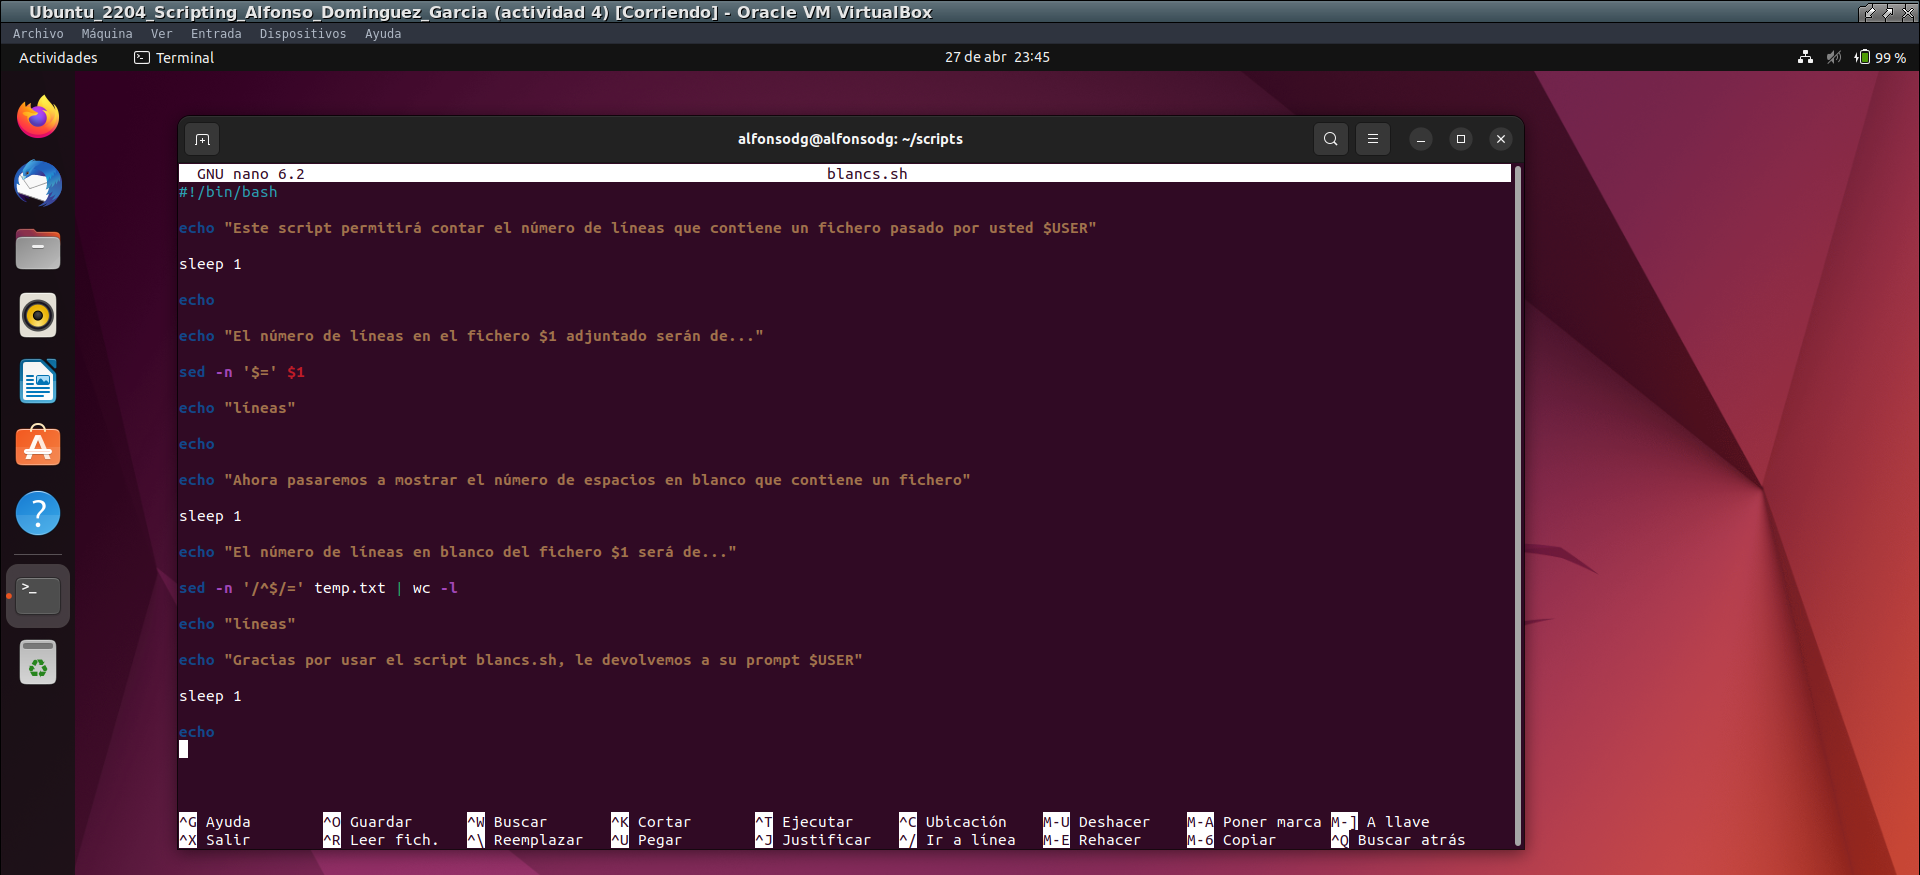 Ubuntu_2204_Scripting_Alfonso_Dominguez_Garcia (actividad 4) [Corriendo] - Oracle VM VirtualBox
Archivo Máquina Ver Entrada Dispositivos Ayuda
Actividades Terminal 27 de abr 23:45 99 %
alfonsodg@alfonsodg: ~/scripts
GNU nano 6.2 blancs.sh
#!/bin/bash
echo "Este script permitirá contar el número de líneas que contiene un fichero pasado por usted $USER"
sleep 1
echo
echo "El número de líneas en el fichero $1 adjuntado serán de..."
sed -n '$=' $1
echo "líneas"
echo
echo "Ahora pasaremos a mostrar el número de espacios en blanco que contiene un fichero"
sleep 1
echo "El número de líneas en blanco del fichero $1 será de..."
sed -n '/^$/=' temp.txt | wc -l
echo "líneas"
echo "Gracias por usar el script blancs.sh, le devolvemos a su prompt $USER"
sleep 1
echo
^G Ayuda ^O Guardar ^W Buscar ^K Cortar ^T Ejecutar ^C Ubicación M-U Deshacer M-A Poner marca M-] A llave
^X Salir ^R Leer fich. ^\ Reemplazar ^U Pegar ^J Justificar ^/ Ir a línea M-E Rehacer M-6 Copiar ^Q Buscar atrás